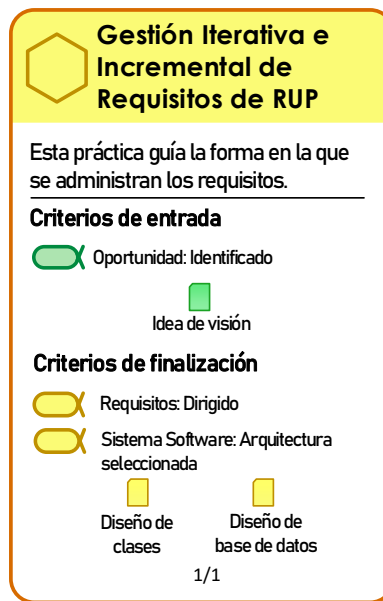 Gestión Iterativa e
Incremental de
Requisitos de RUP
Esta práctica guía la forma en la que
se administran los requisitos.
Criterios de entrada
Oportunidad: Identificado
Idea de visión
Criterios de finalización
Requisitos: Dirigido
Sistema Software: Arquitectura
seleccionada
Diseño de
clases
Diseño de
base de datos
1/1